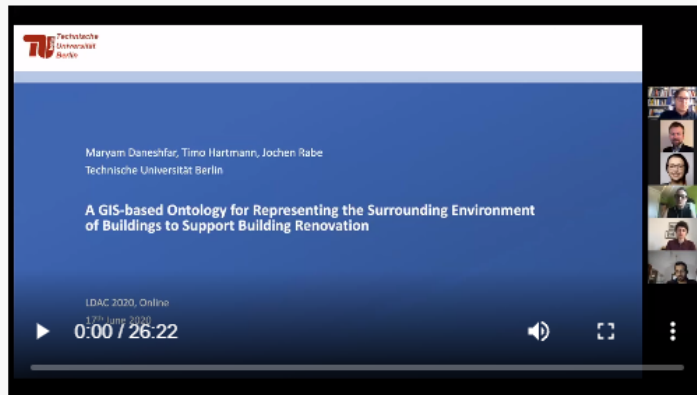 Technische
Universität
Berlin
Maryam Daneshfar, Timo Hartmann, Jochen Rabe
Technische Universität Berlin
A GIS-based Ontology for Representing the Surrounding Environment
of Buildings to Support Building Renovation
LDAC 2020, Online
17th June 2020
0:00 / 26:22